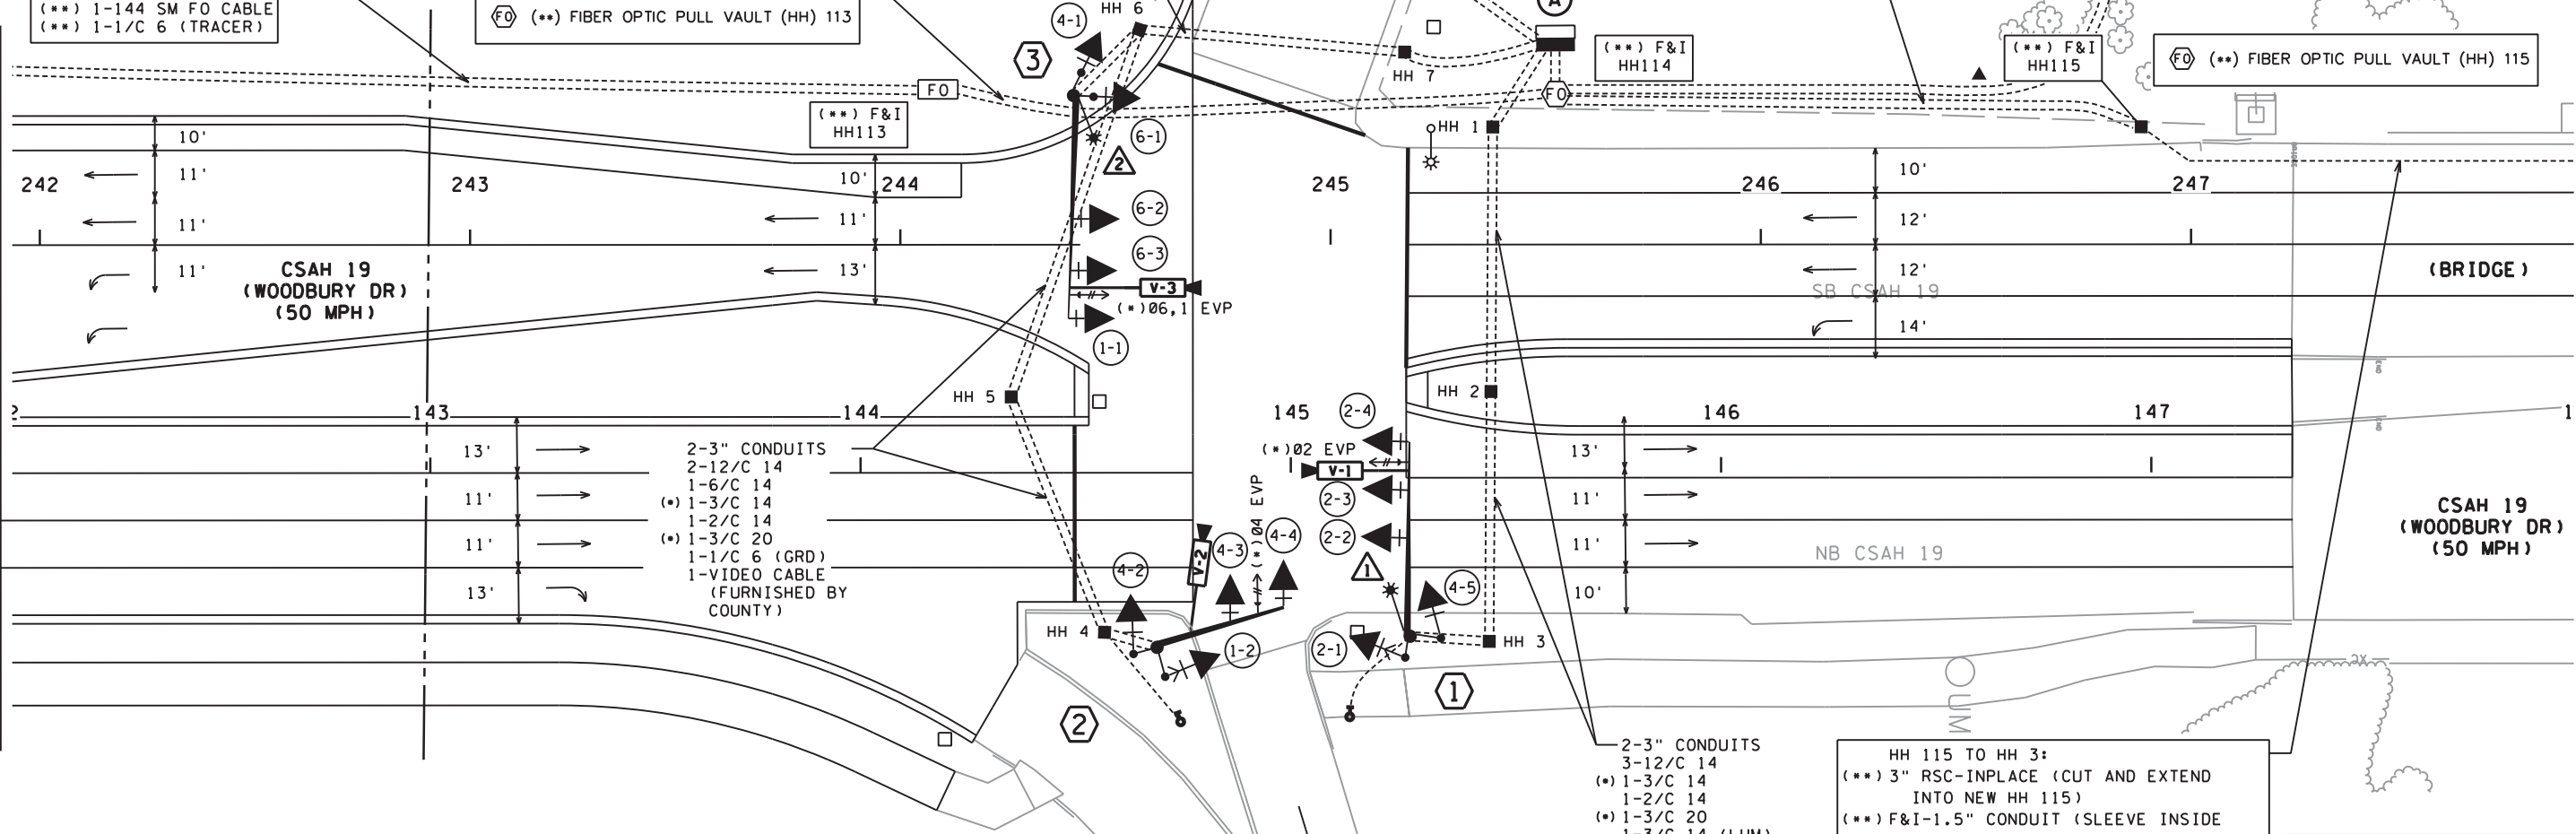 (**) 1-144 SM FO CABLE
(**) 1-1/C 6 (TRACER)
FO (**) FIBER OPTIC PULL VAULT (HH) 113
4-1
HH 6
3
A
HH 7
(**) F&I
HH114
(**) F&I
HH115
FO (**) FIBER OPTIC PULL VAULT (HH) 115
FO
FO
(**) F&I
HH113
HH 1
6-1
2
10'
11'
11'
11'
242
243
10'
244
11'
13'
245
246
247
10'
12'
12'
14'
6-2
6-3
V-3
(*)06,1 EVP
1-1
CSAH 19
(WOODBURY DR)
(50 MPH)
SB CSAH 19
(BRIDGE)
HH 5
HH 2
143
144
145
146
147
2-4
(*)02 EVP
V-1
2-3
2-2
1
13'
11'
11'
13'
2-3" CONDUITS
2-12/C 14
1-6/C 14
(•) 1-3/C 14
1-2/C 14
(•) 1-3/C 20
1-1/C 6 (GRD)
1-VIDEO CABLE
(FURNISHED BY
COUNTY)
(*)04 EVP
V-2
4-2
4-3
4-4
4-5
13'
11'
11'
10'
NB CSAH 19
CSAH 19
(WOODBURY DR)
(50 MPH)
HH 4
1-2
2-1
HH 3
2
1
UM
2-3" CONDUITS
3-12/C 14
(•) 1-3/C 14
1-2/C 14
(•) 1-3/C 20
1-3/C 14 (LUM)
HH 115 TO HH 3:
(**) 3" RSC-INPLACE (CUT AND EXTEND
INTO NEW HH 115)
(**) F&I-1.5" CONDUIT (SLEEVE INSIDE